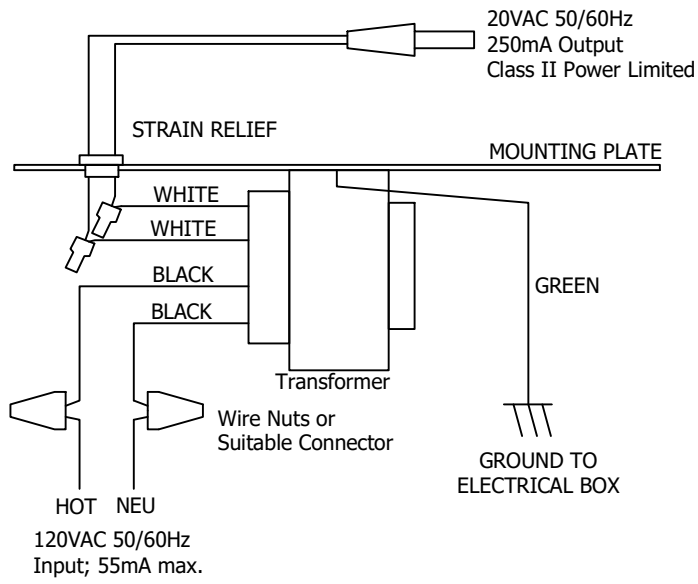 20VAC 50/60Hz
250mA Output
Class II Power Limited
STRAIN RELIEF
MOUNTING PLATE
WHITE
WHITE
BLACK
BLACK
GREEN
Transformer
Wire Nuts or
Suitable Connector
GROUND TO
ELECTRICAL BOX
HOT NEU
120VAC 50/60Hz
Input; 55mA max.